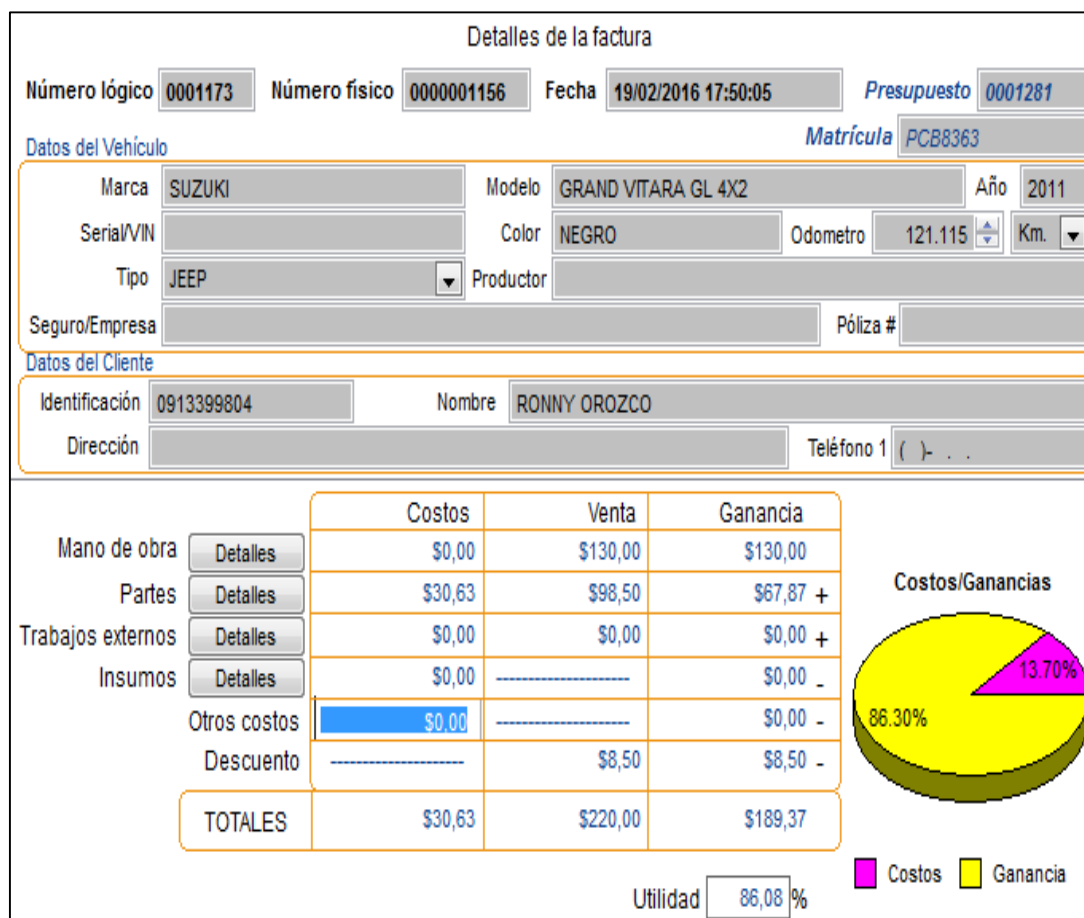 Detalles de la factura
Número lógico 0001173 Número físico 0000001156 Fecha 19/02/2016 17:50:05 Presupuesto 0001281
Matrícula PCB8363
Datos del Vehículo
Marca SUZUKI Modelo GRAND VITARA GL 4X2 Año 2011
Serial/VIN Color NEGRO Odometro 121.115 Km.
Tipo JEEP Productor
Seguro/Empresa Póliza #
Datos del Cliente
Identificación 0913399804 Nombre RONNY OROZCO
Dirección Teléfono 1 ( )- . .
Costos Venta Ganancia
Mano de obra Detalles $0,00 $130,00 $130,00
Partes Detalles $30,63 $98,50 $67,87 +
Trabajos externos Detalles $0,00 $0,00 $0,00 +
Insumos Detalles $0,00 ---------------------- $0,00 -
Otros costos $0,00 ---------------------- $0,00 -
Descuento ---------------------- $8,50 $8,50 -
TOTALES $30,63 $220,00 $189,37
Utilidad 86,08 %
Costos/Ganancias
13.70%
86.30%
Costos Ganancia